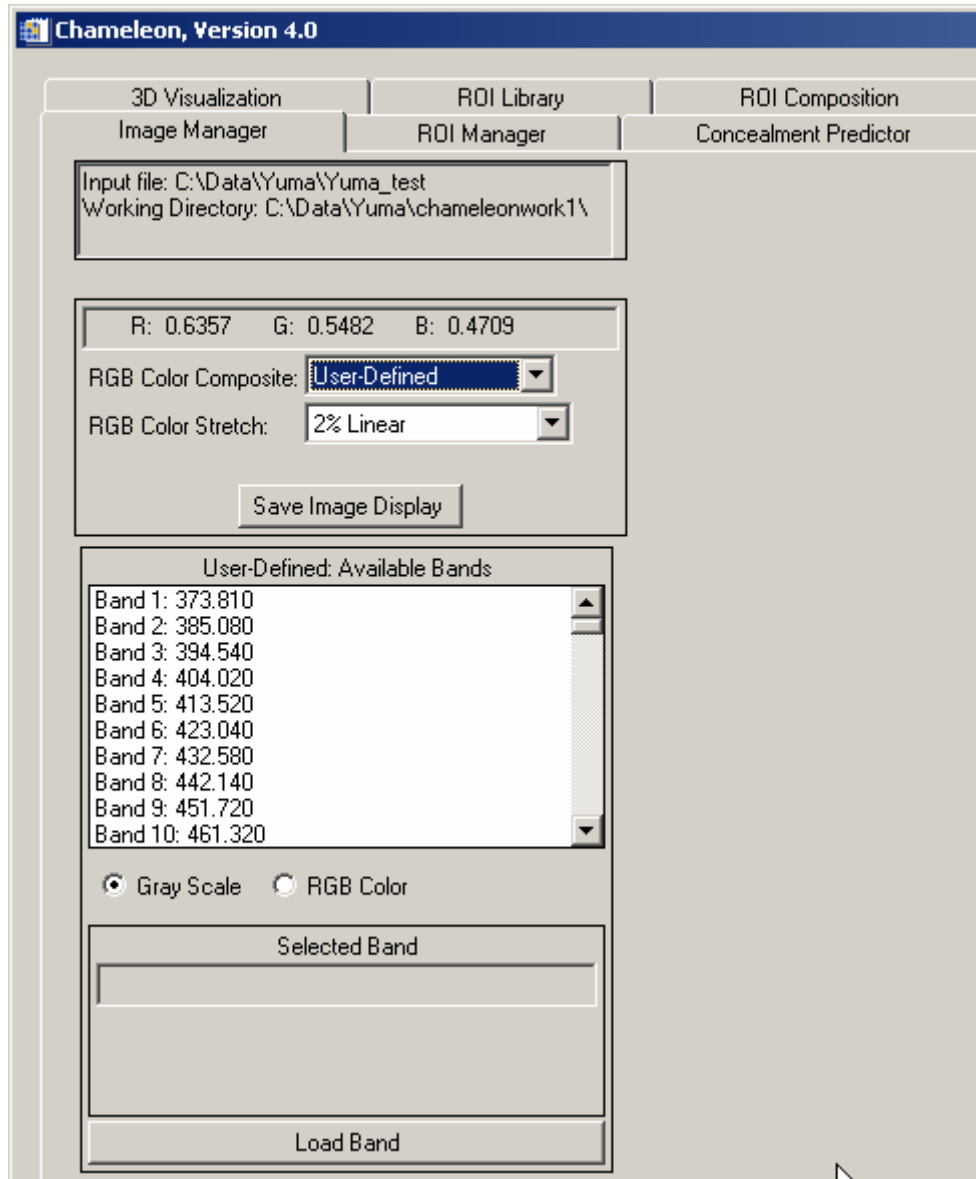 Chameleon, Version 4.0
3D Visualization
ROI Library
ROI Composition
Image Manager
ROI Manager
Concealment Predictor
Input file: C:\Data\Yuma\Yuma_test
Working Directory: C:\Data\Yuma\chameleonwork1\
R: 0.6357 G: 0.5482 B: 0.4709
RGB Color Composite: User-Defined
RGB Color Stretch: 2% Linear
Save Image Display
User-Defined: Available Bands
Band 1: 373.810
Band 2: 385.080
Band 3: 394.540
Band 4: 404.020
Band 5: 413.520
Band 6: 423.040
Band 7: 432.580
Band 8: 442.140
Band 9: 451.720
Band 10: 461.320
Gray Scale RGB Color
Selected Band
Load Band